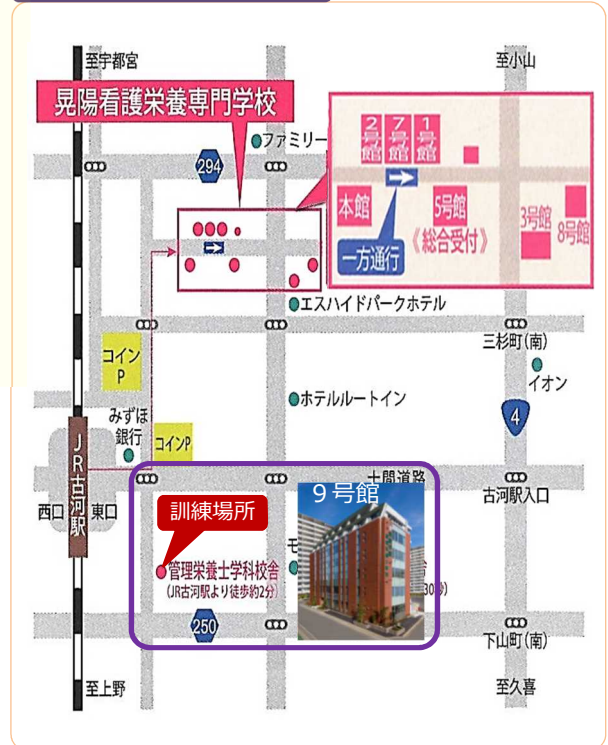 至宇都宮
至小山
晃陽看護栄養専門学校
ファミリー
294
2号館
7号館
1号館
本館
5号館
《総合受付》
3号館
8号館
一方通行
エスハイドパークホテル
三杉町(南)
コイン
P
イオン
ホテルルートイン
4
みずほ
銀行
コインP
JR古河駅
西口
東口
十間道路
古河駅入口
訓練場所
9号館
モ
管理栄養士学科校舎
(JR古河駅より徒歩約2分)
舎
30秒)
250
下山町(南)
至上野
至久喜